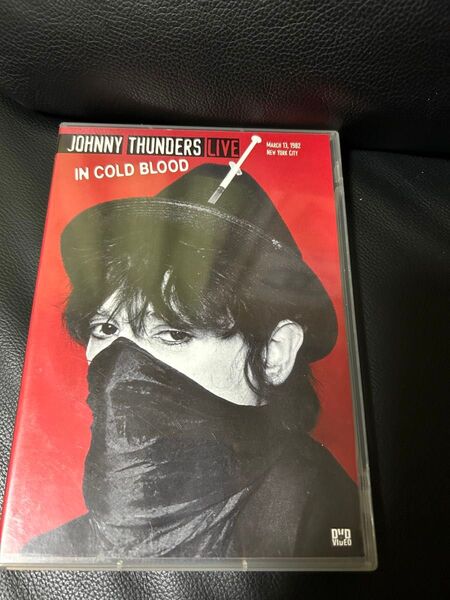 JOHNNY THUNDERS LIVE
MARCH 13, 1982
NEW YORK CITY
IN COLD BLOOD
DVD
VIDEO